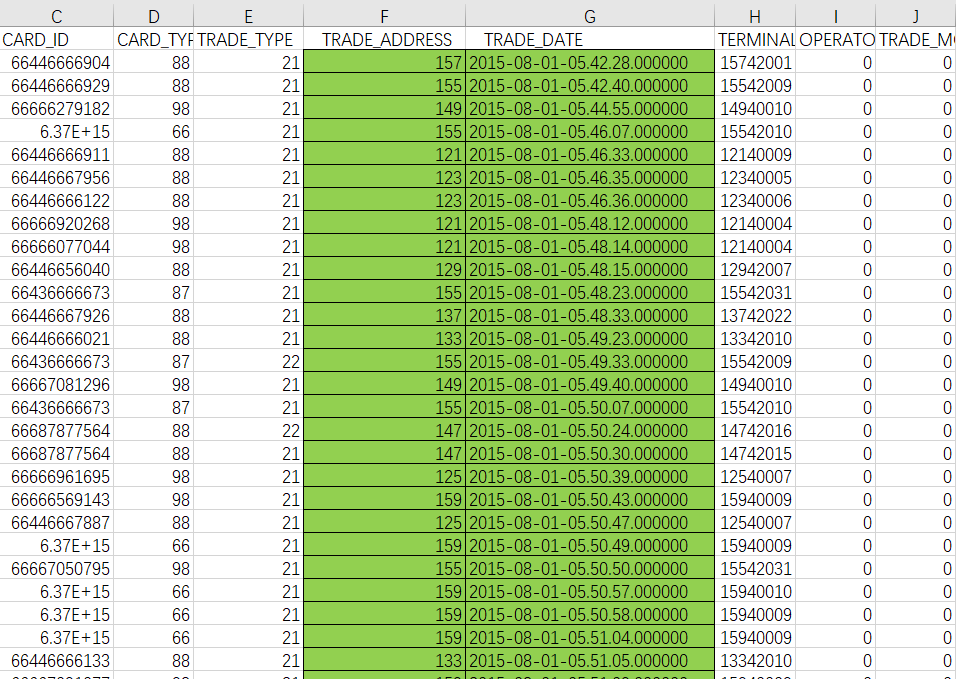 C D E F G H I J
CARD_ID CARD_TYF TRADE_TYPE TRADE_ADDRESS TRADE_DATE TERMINAL OPERATO TRADE_MO
66446666904 88 21 157 2015-08-01-05.42.28.000000 15742001 0 0
66446666929 88 21 155 2015-08-01-05.42.40.000000 15542009 0 0
66666279182 98 21 149 2015-08-01-05.44.55.000000 14940010 0 0
6.37E+15 66 21 155 2015-08-01-05.46.07.000000 15542010 0 0
66446666911 88 21 121 2015-08-01-05.46.33.000000 12140009 0 0
66446667956 88 21 123 2015-08-01-05.46.35.000000 12340005 0 0
66446666122 88 21 123 2015-08-01-05.46.36.000000 12340006 0 0
66666920268 98 21 121 2015-08-01-05.48.12.000000 12140004 0 0
66666077044 98 21 121 2015-08-01-05.48.14.000000 12140004 0 0
66446656040 88 21 129 2015-08-01-05.48.15.000000 12942007 0 0
66436666673 87 21 155 2015-08-01-05.48.23.000000 15542031 0 0
66446667926 88 21 137 2015-08-01-05.48.33.000000 13742022 0 0
66446666021 88 21 133 2015-08-01-05.49.23.000000 13342010 0 0
66436666673 87 22 155 2015-08-01-05.49.33.000000 15542009 0 0
66667081296 98 21 149 2015-08-01-05.49.40.000000 14940010 0 0
66436666673 87 21 155 2015-08-01-05.50.07.000000 15542010 0 0
66687877564 88 22 147 2015-08-01-05.50.24.000000 14742016 0 0
66687877564 88 21 147 2015-08-01-05.50.30.000000 14742015 0 0
66666961695 98 21 125 2015-08-01-05.50.39.000000 12540007 0 0
66666569143 98 21 159 2015-08-01-05.50.43.000000 15940009 0 0
66446667887 88 21 125 2015-08-01-05.50.47.000000 12540007 0 0
6.37E+15 66 21 159 2015-08-01-05.50.49.000000 15940009 0 0
66667050795 98 21 155 2015-08-01-05.50.50.000000 15542031 0 0
6.37E+15 66 21 159 2015-08-01-05.50.57.000000 15940010 0 0
6.37E+15 66 21 159 2015-08-01-05.50.58.000000 15940009 0 0
6.37E+15 66 21 159 2015-08-01-05.51.04.000000 15940009 0 0
66446666133 88 21 133 2015-08-01-05.51.05.000000 13342010 0 0